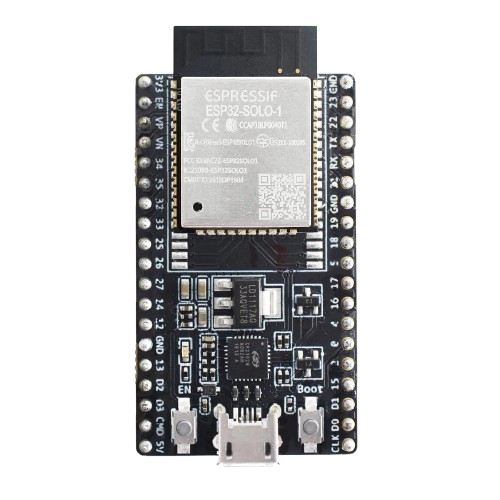 ESPRESSIF
ESP32-SOLO-1
3V3
EN
VP
VN
34
35
32
33
25
26
27
14
12
GND
13
D2
D3
CMD
5V
GND
23
22
TX
RX
21
GND
19
18
5
17
16
4
0
2
15
D1
D0
CLK
LD1117AG
33AGVET8
EN
Boot